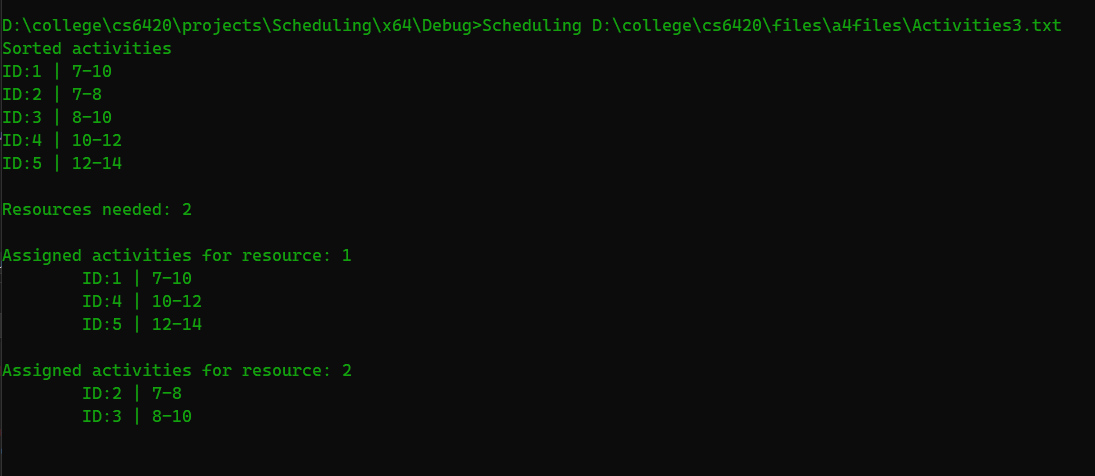 D:\college\cs6420\projects\Scheduling\x64\Debug>Scheduling D:\college\cs6420\files\a4files\Activities3.txt
Sorted activities
ID:1 | 7-10
ID:2 | 7-8
ID:3 | 8-10
ID:4 | 10-12
ID:5 | 12-14
Resources needed: 2
Assigned activities for resource: 1
ID:1 | 7-10
ID:4 | 10-12
ID:5 | 12-14
Assigned activities for resource: 2
ID:2 | 7-8
ID:3 | 8-10